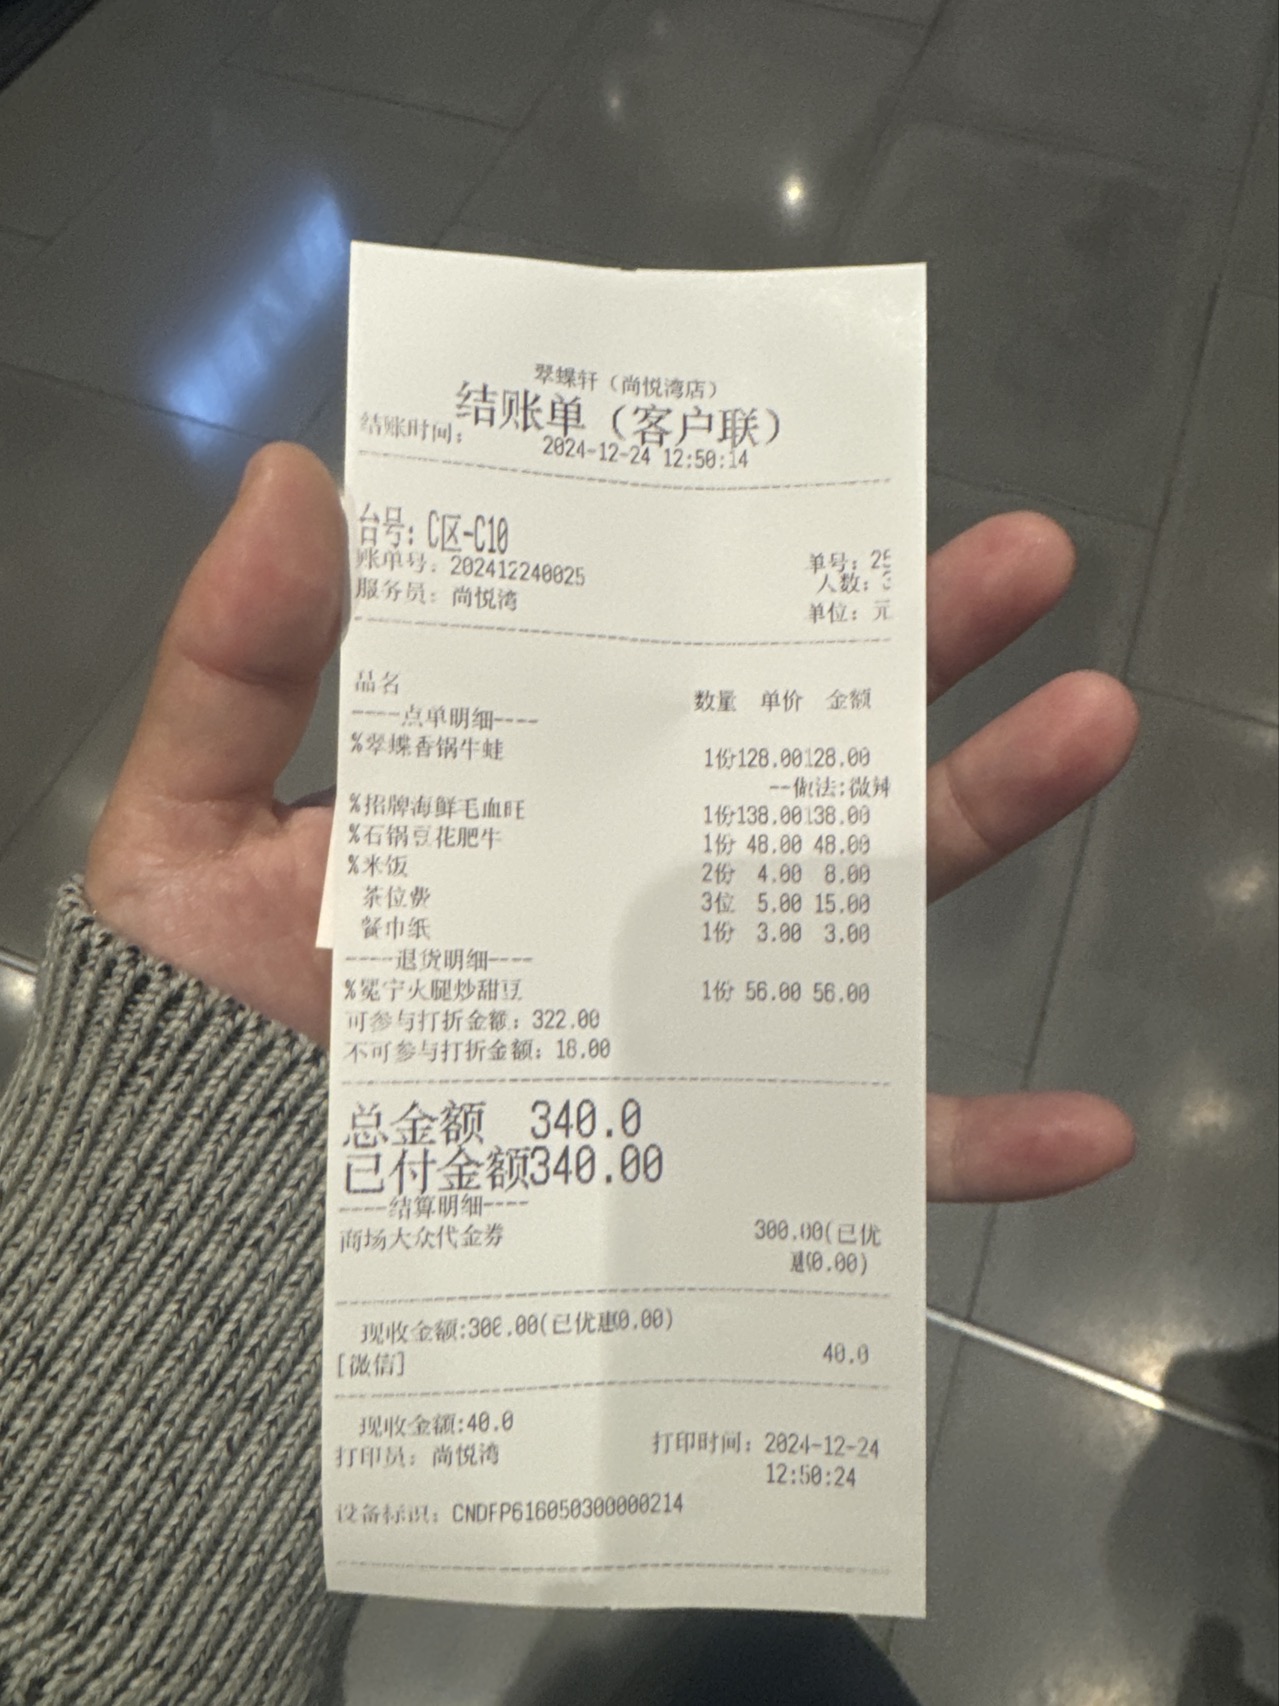 翠蝶轩（尚悦湾店）
结账单（客户联）
结账时间： 2024-12-24 12:50:14
台号：C区-C10
账单号：202412240025 单号：25
服务员：尚悦湾 人数：
单位：元
品名 数量 单价 金额
----点单明细----
%翠蝶香锅牛蛙 1份128.00128.00
--做法:微辣
%招牌海鲜毛血旺 1份138.00138.00
%石锅豆花肥牛 1份 48.00 48.00
%米饭 2份 4.00 8.00
茶位费 3位 5.00 15.00
餐巾纸 1份 3.00 3.00
----退货明细----
%冕宁火腿炒甜豆 1份 56.00 56.00
可参与打折金额：322.00
不可参与打折金额：18.00
总金额 340.0
已付金额340.00
----结算明细----
商场大众代金券 300.00(已优
惠0.00)
现收金额:300.00(已优惠0.00)
[微信] 40.0
现收金额:40.0
打印员：尚悦湾 打印时间：2024-12-24
12:50:24
设备标识：CNDFP616050300000214